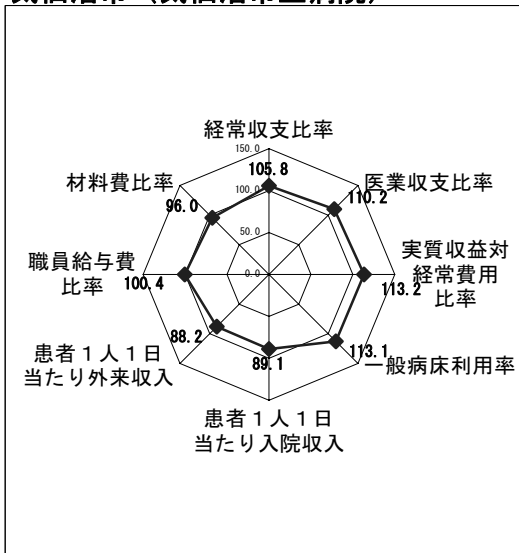 経常収支比率
150.0
105.8
材料費比率
医業収支比率
96.0
100.0
110.2
職員給与費
比率
100.4
50.0
0.0
実質収益対
経常費用
比率
113.2
88.2
113.1
一般病床利用率
患者１人１日
当たり外来収入
89.1
患者１人１日
当たり入院収入